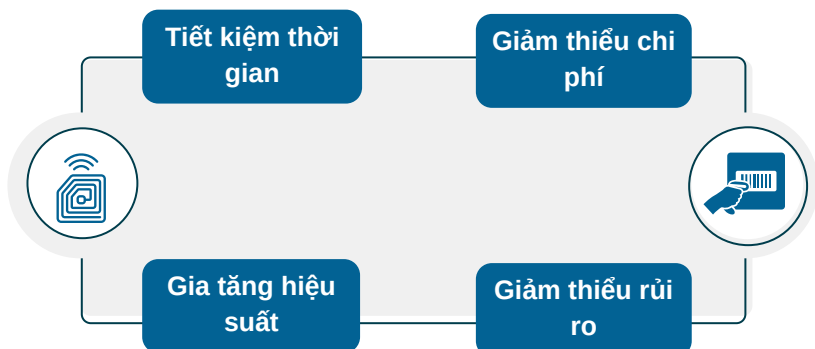 Tiết kiệm thời
gian
Giảm thiểu chi
phí
Gia tăng hiệu
suất
Giảm thiểu rủi
ro